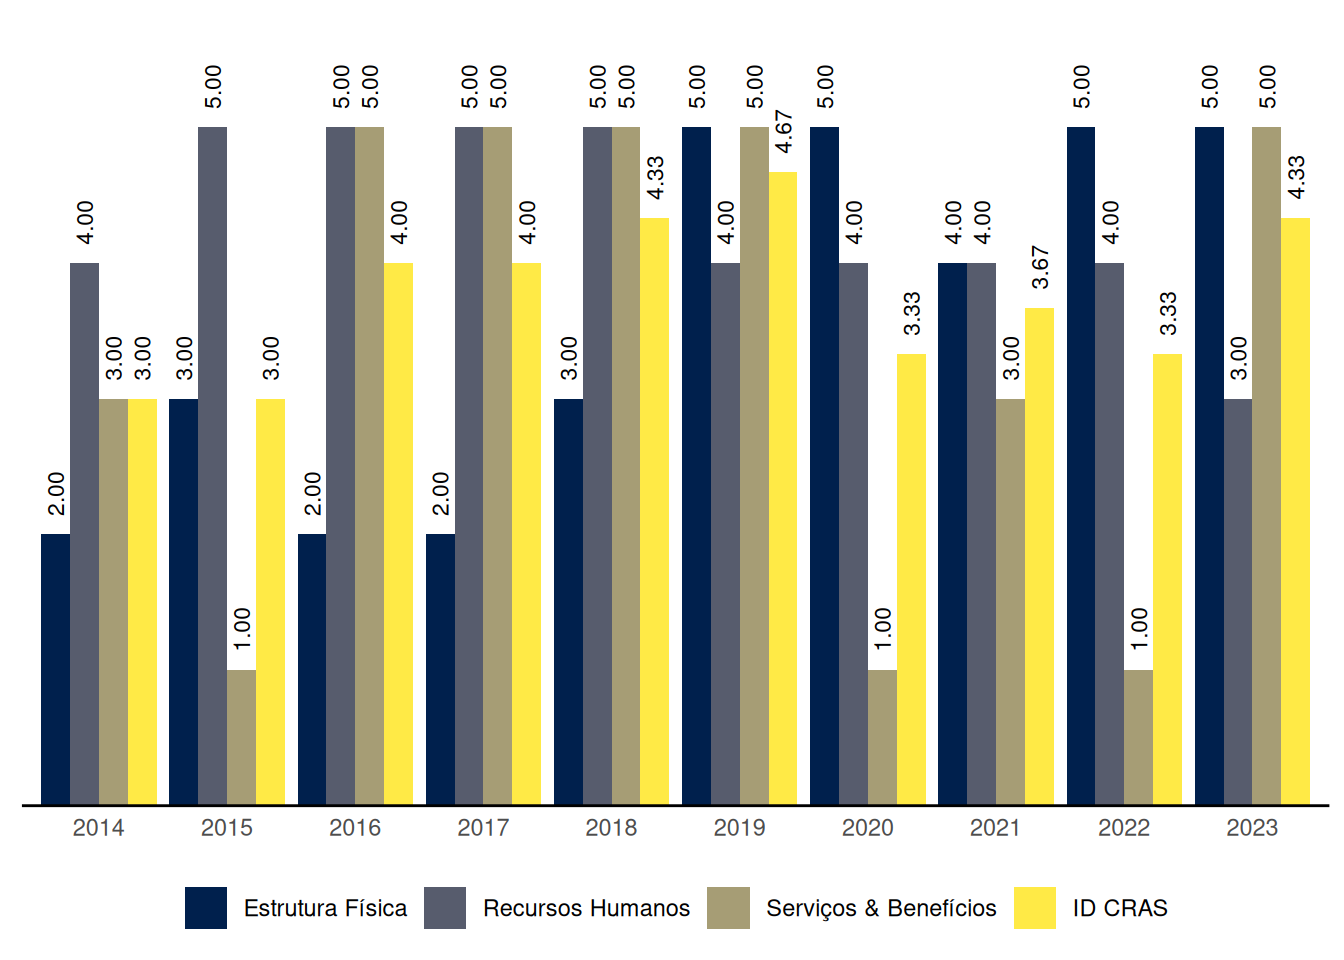 2.00 4.00 3.00 3.00 3.00 5.00 1.00 3.00 2.00 5.00 5.00 4.00 2.00 5.00 5.00 4.00 3.00 5.00 5.00 4.33 5.00 4.00 5.00 4.67 5.00 4.00 1.00 3.33 4.00 4.00 3.00 3.67 5.00 4.00 1.00 3.33 5.00 3.00 5.00 4.33
2014 2015 2016 2017 2018 2019 2020 2021 2022 2023
Estrutura Física Recursos Humanos Serviços & Benefícios ID CRAS